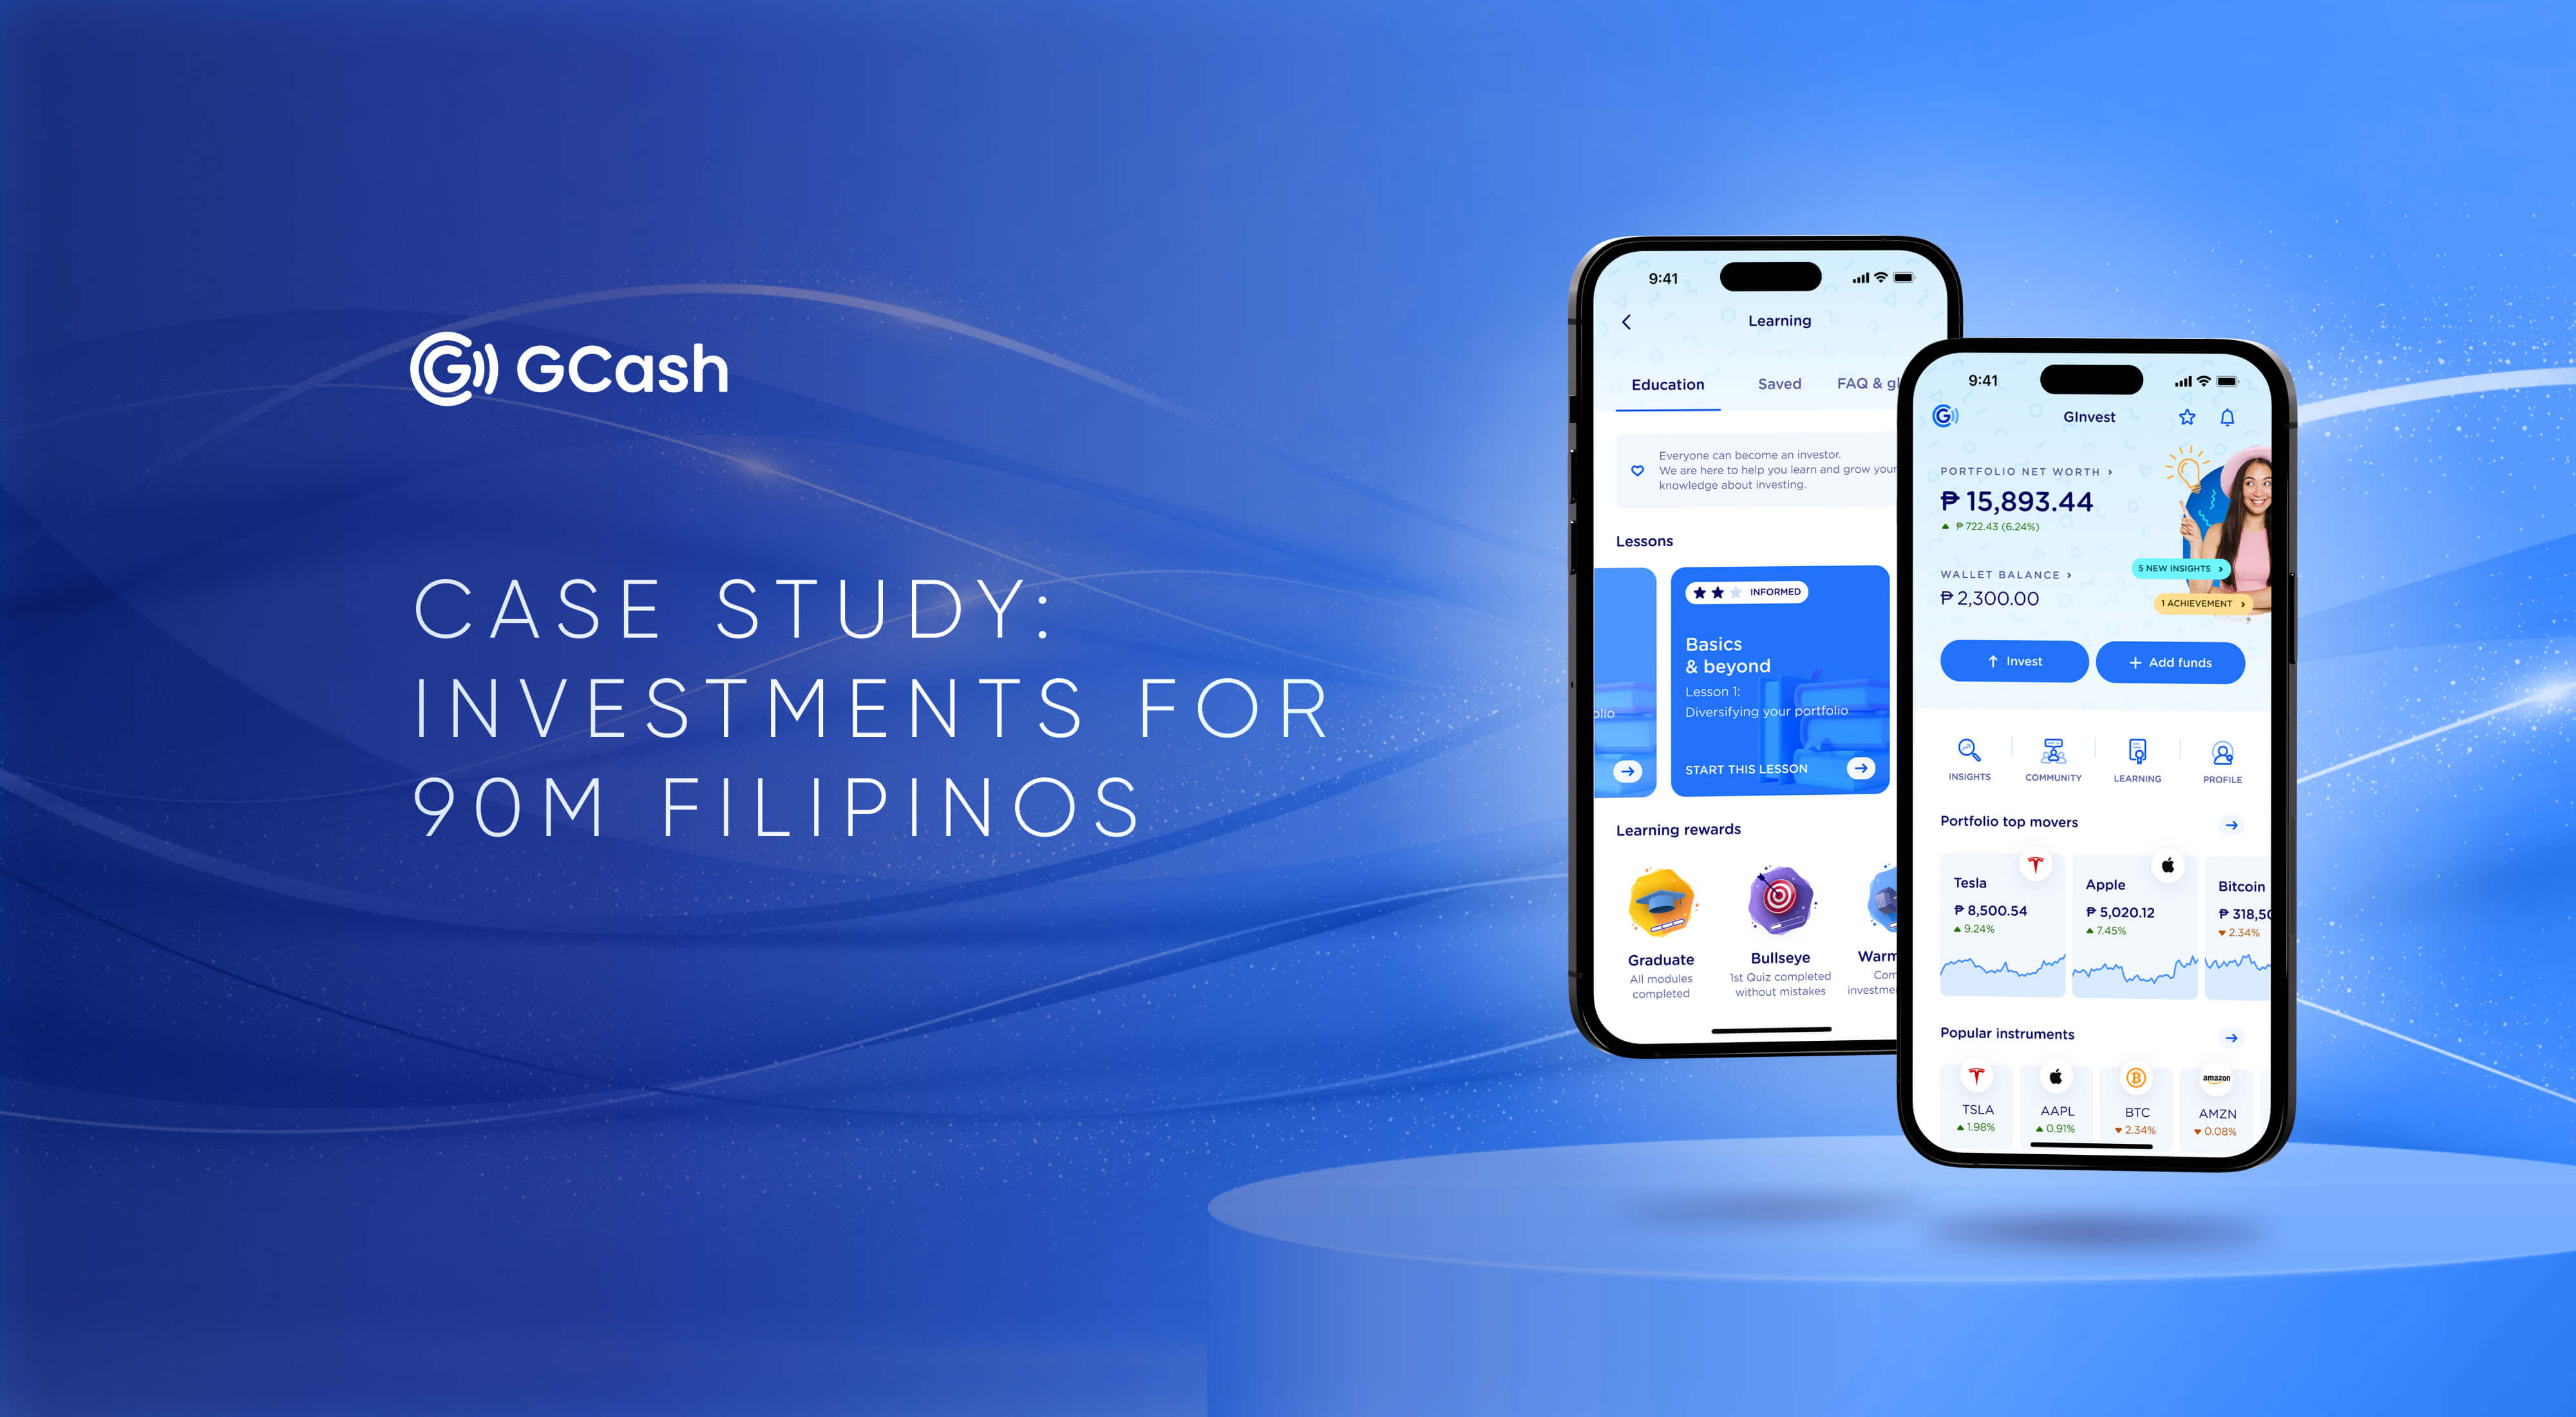 GCash
CASE STUDY:
INVESTMENTS FOR
90M FILIPINOS
9:41
Learning
Education
Saved
FAQ &
Everyone can become an investor.
We are here to help you learn and grow your
knowledge about investing.
Lessons
INFORMED
Basics
& beyond
Lesson 1:
Diversifying your portfolio
START THIS LESSON
Learning rewards
Graduate
All modules
completed
Bullseye
1st Quiz completed
without mistakes
9:41
GInvest
PORTFOLIO NET WORTH
₱ 15,893.44
₱ 722.43 (6.24%)
5 NEW INSIGHTS
WALLET BALANCE
₱ 2,300.00
1 ACHIEVEMENT
Invest
Add funds
INSIGHTS
COMMUNITY
LEARNING
PROFILE
Portfolio top movers
Tesla
₱ 8,500.54
9.24%
Apple
₱ 5,020.12
7.45%
Bitcoin
₱ 318,50
2.34%
Popular instruments
TSLA
1.98%
AAPL
0.91%
BTC
2.34%
amazon
AMZN
0.08%